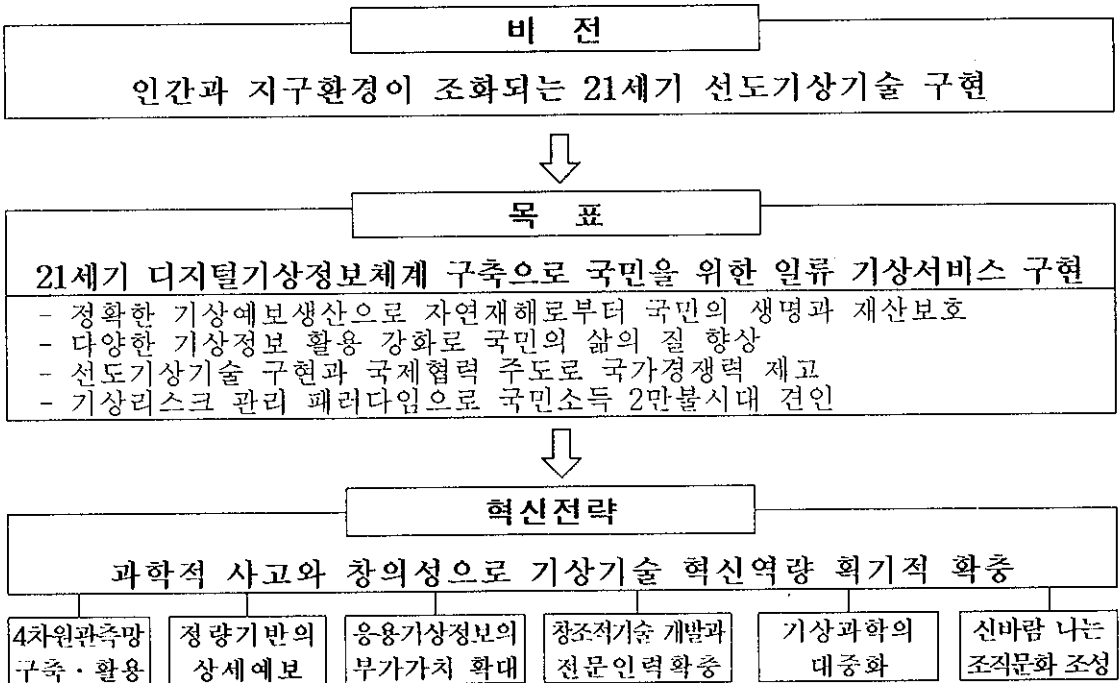 비 전
인간과 지구환경이 조화되는 21세기 선도기상기술 구현
목 표
21세기 디지털기상정보체계 구축으로 국민을 위한 일류 기상서비스 구현
- 정확한 기상예보생산으로 자연재해로부터 국민의 생명과 재산보호
- 다양한 기상정보 활용 강화로 국민의 삶의 질 향상
- 선도기상기술 구현과 국제협력 주도로 국가경쟁력 제고
- 기상리스크 관리 패러다임으로 국민소득 2만불시대 견인
혁신전략
과학적 사고와 창의성으로 기상기술 혁신역량 획기적 확충
4차원관측망
구축·활용
정량기반의
상세예보
응용기상정보의
부가가치 확대
창조적기술 개발과
전문인력확충
기상과학의
대중화
신바람 나는
조직문화 조성